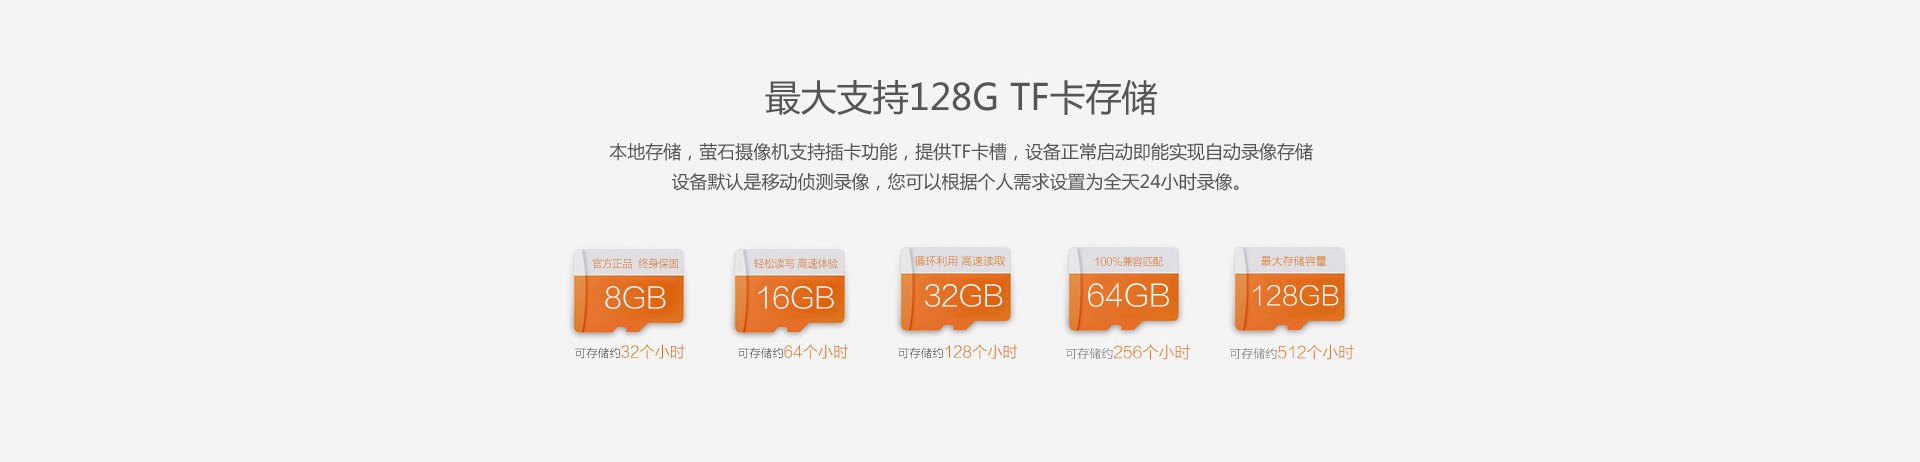 最大支持128G TF卡存储
本地存储，萤石摄像机支持插卡功能，提供TF卡槽，设备正常启动即能实现自动录像存储
设备默认是移动侦测录像，您可以根据个人需求设置为全天24小时录像。
官方正品 终身保固
8GB
可存储约32个小时
轻松读写 高速体验
16GB
可存储约64个小时
循环利用 高速读取
32GB
可存储约128个小时
100%兼容匹配
64GB
可存储约256个小时
最大存储容量
128GB
可存储约512个小时